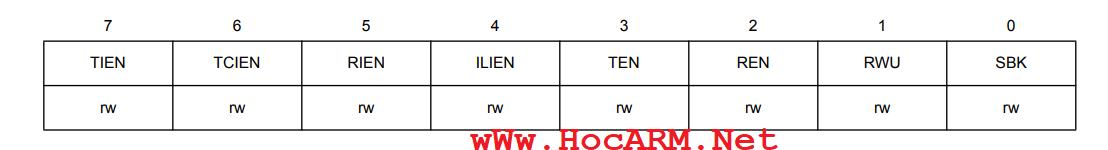 7 6 5 4 3 2 1 0
TIEN TCIEN RIEN ILIEN TEN REN RWU SBK
rw rw rw rw rw rw rw rw
wWw.HocARM.Net